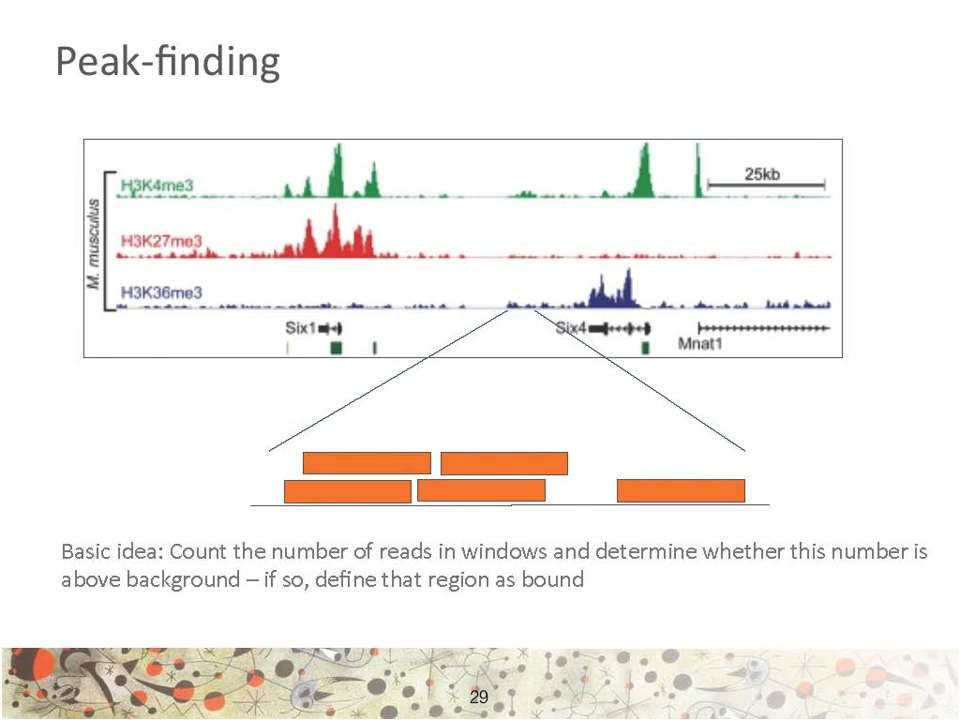 Peak-finding
25kb
H3K4me3
M. musculus
H3K27me3
H3K36me3
Six1
Six4
Mnat1
Basic idea: Count the number of reads in windows and determine whether this number is
above background – if so, define that region as bound
29